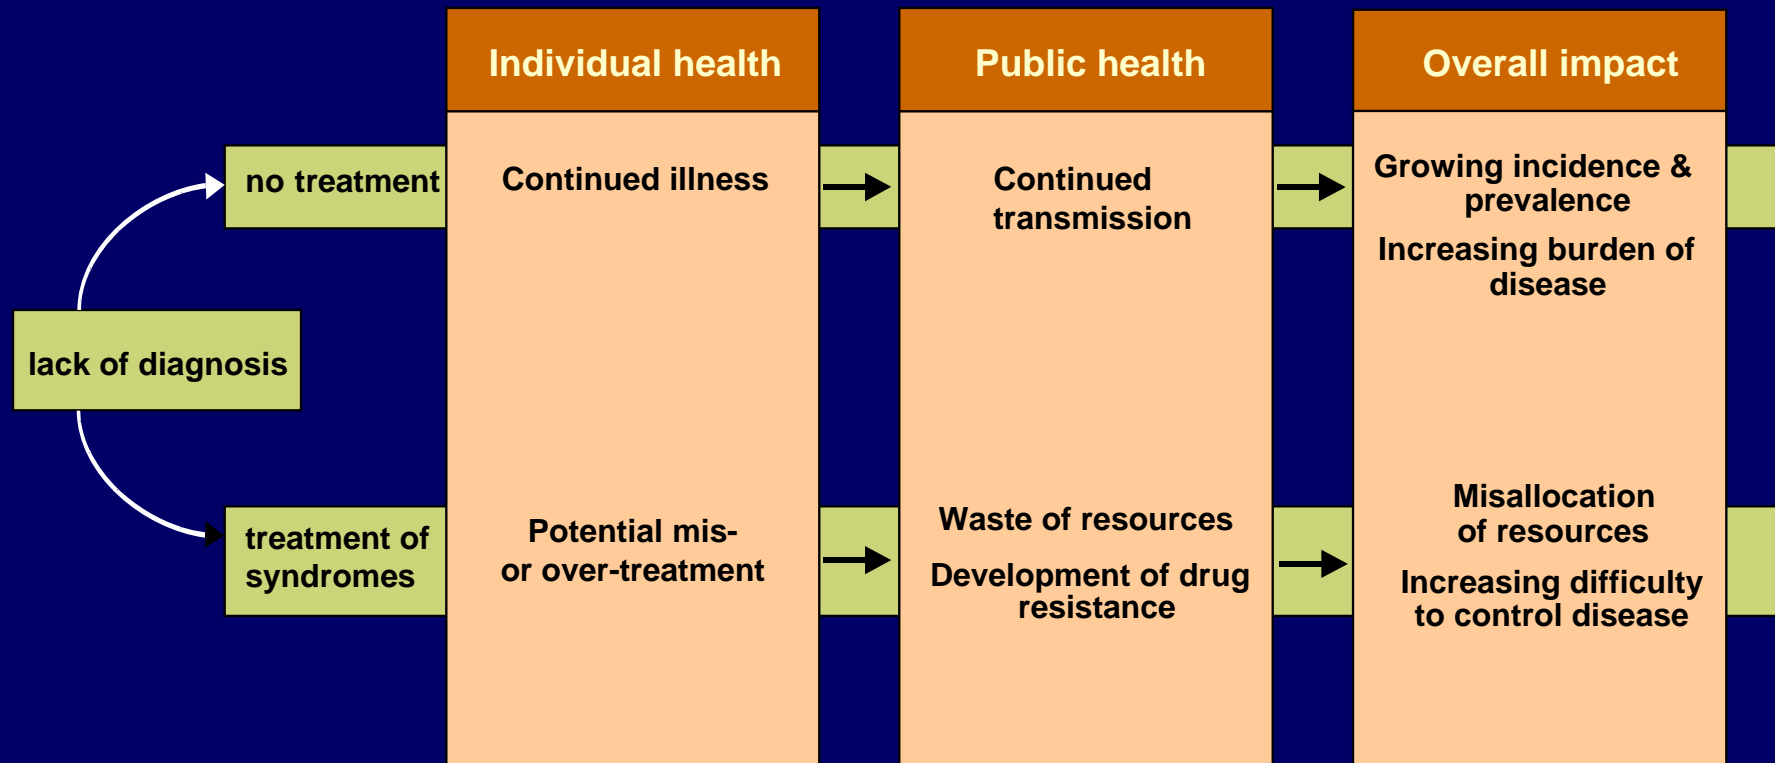 Individual health
Public health
Overall impact
no treatment
Continued illness
Continued
transmission
Growing incidence &
prevalence
Increasing burden of
disease
lack of diagnosis
treatment of
syndromes
Potential mis-
or over-treatment
Waste of resources
Development of drug
resistance
Misallocation
of resources
Increasing difficulty
to control disease